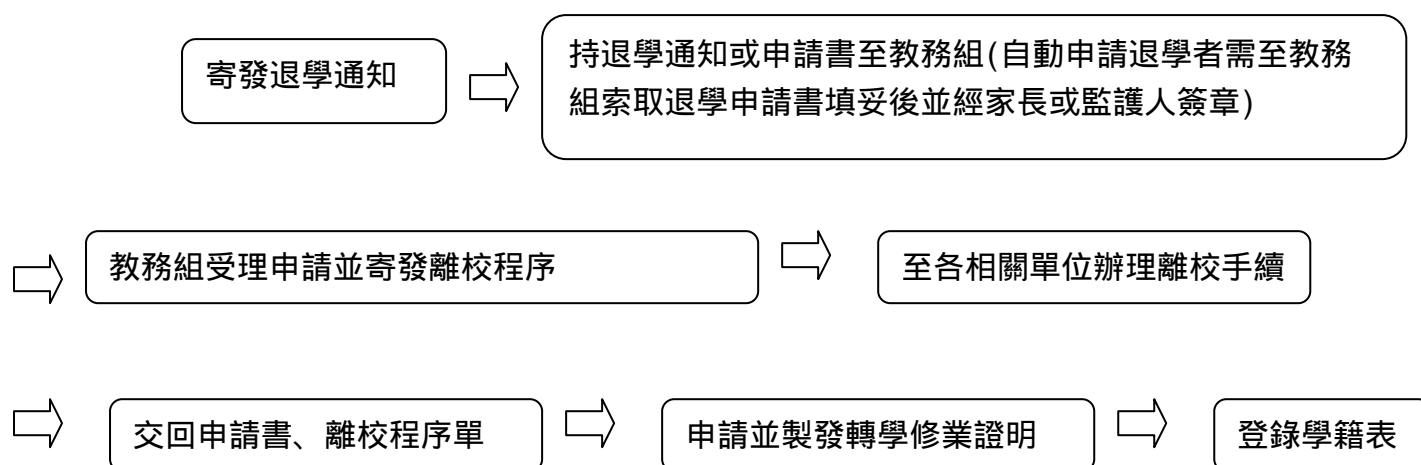 寄發退學通知
持退學通知或申請書至教務組(自動申請退學者需至教務
組索取退學申請書填妥後並經家長或監護人簽章)
教務組受理申請並寄發離校程序
至各相關單位辦理離校手續
交回申請書、離校程序單
申請並製發轉學修業證明
登錄學籍表